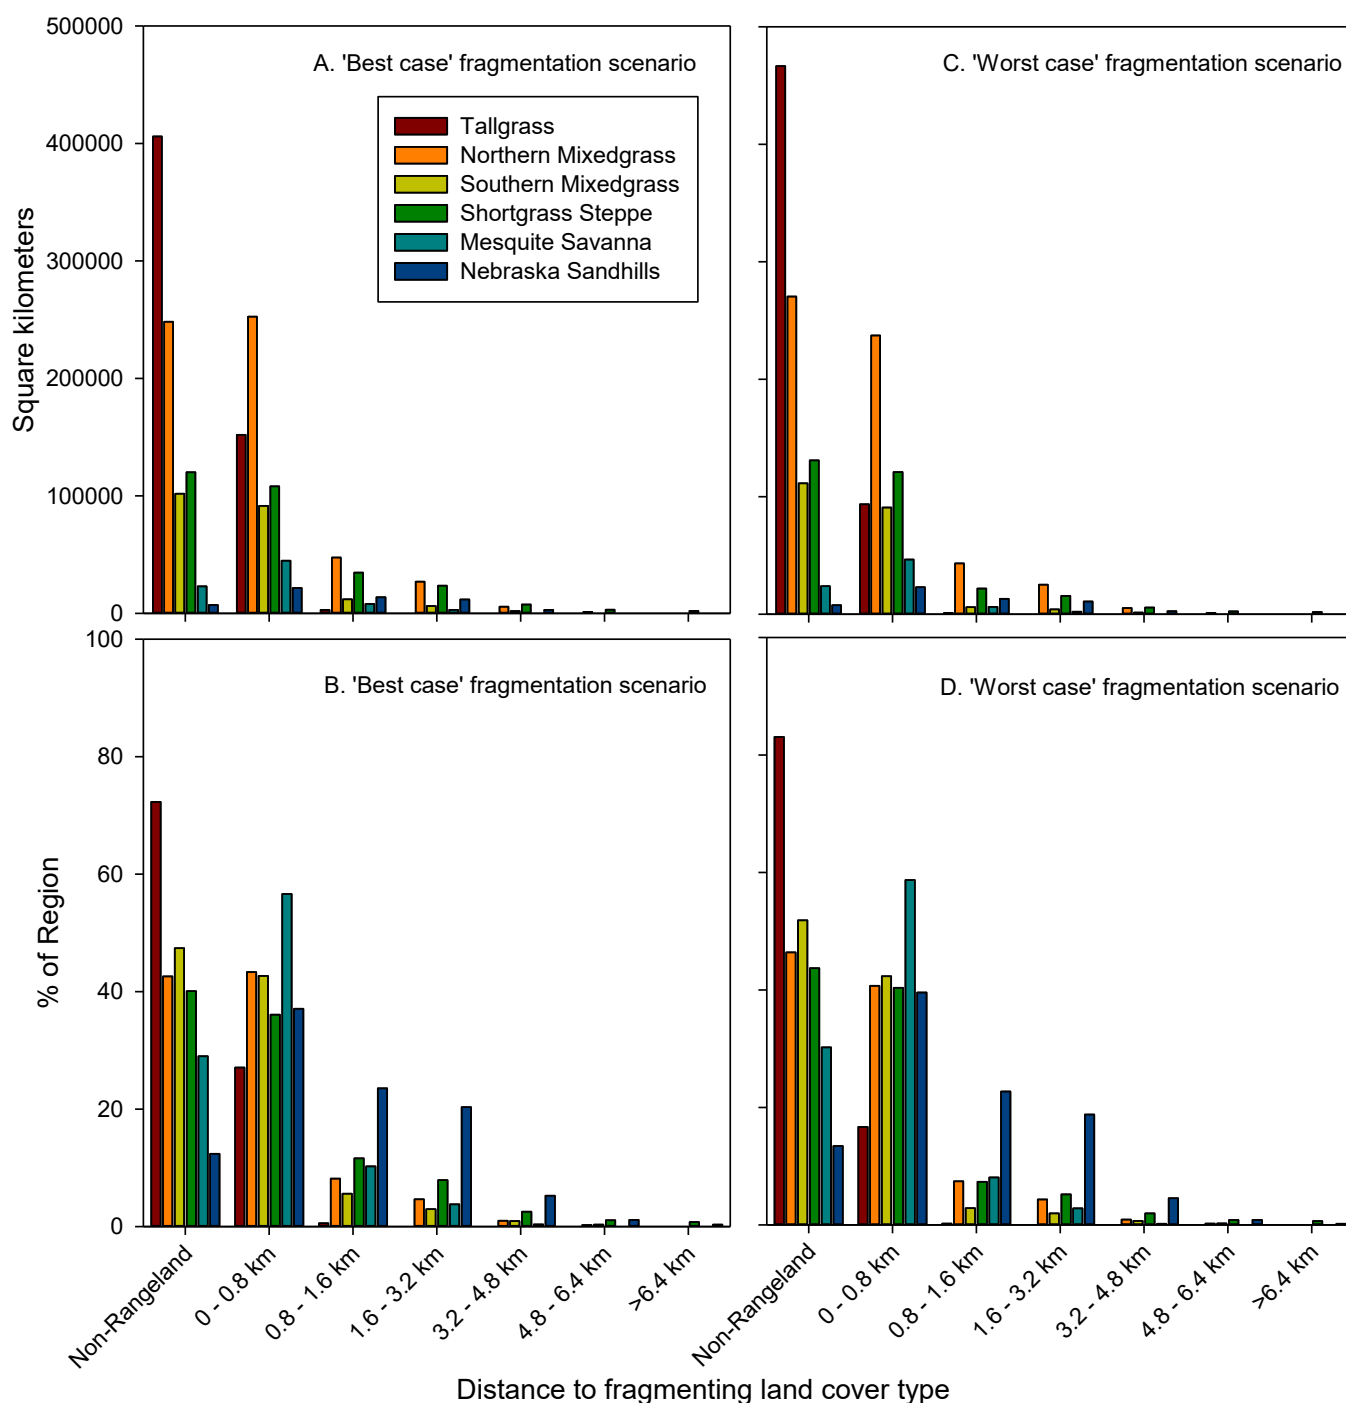 500000
400000
300000
200000
100000
0
Square kilometers
A. 'Best case' fragmentation scenario
Tallgrass
Northern Mixedgrass
Southern Mixedgrass
Shortgrass Steppe
Mesquite Savanna
Nebraska Sandhills
C. 'Worst case' fragmentation scenario
100
80
60
40
20
0
% of Region
B. 'Best case' fragmentation scenario
D. 'Worst case' fragmentation scenario
Non-Rangeland
0 - 0.8 km
0.8 - 1.6 km
1.6 - 3.2 km
3.2 - 4.8 km
4.8 - 6.4 km
>6.4 km
Non-Rangeland
0 - 0.8 km
0.8 - 1.6 km
1.6 - 3.2 km
3.2 - 4.8 km
4.8 - 6.4 km
>6.4 km
Distance to fragmenting land cover type